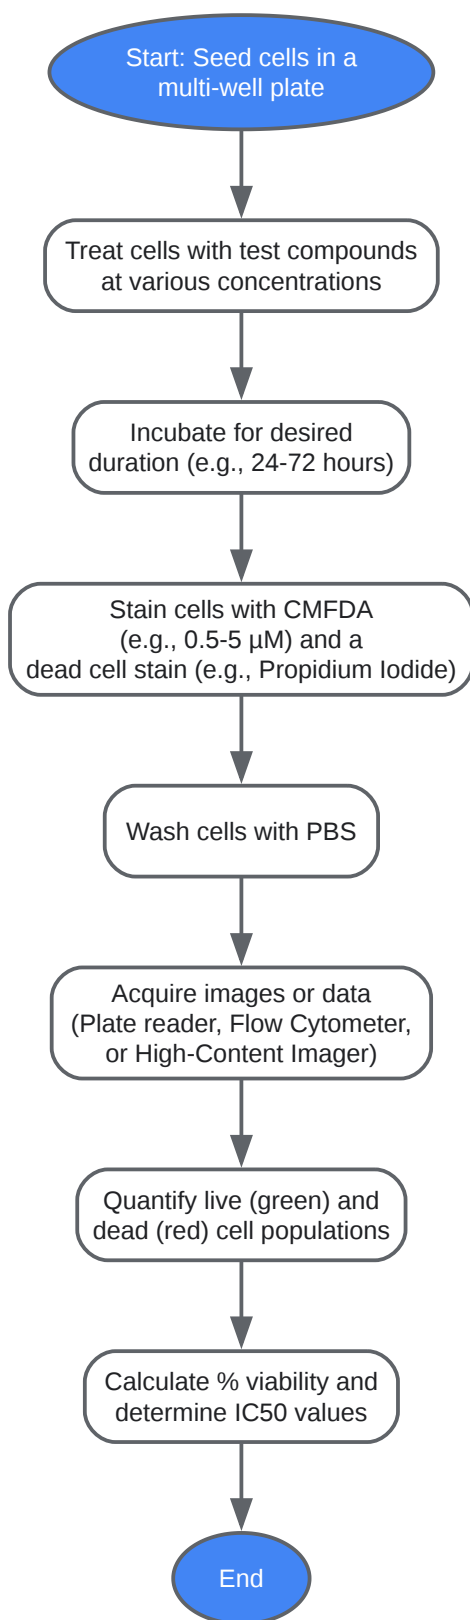 Start: Seed cells in a
multi-well plate
Treat cells with test compounds
at various concentrations
Incubate for desired
duration (e.g., 24-72 hours)
Stain cells with CMFDA
(e.g., 0.5-5 µM) and a
dead cell stain (e.g., Propidium Iodide)
Wash cells with PBS
Acquire images or data
(Plate reader, Flow Cytometer,
or High-Content Imager)
Quantify live (green) and
dead (red) cell populations
Calculate % viability and
determine IC50 values
End